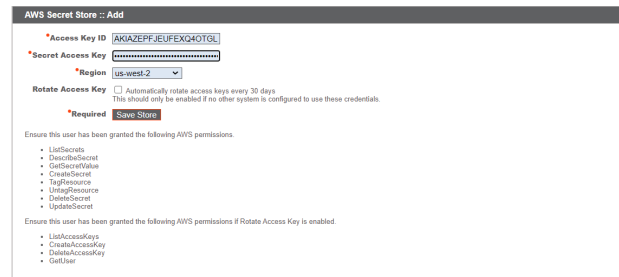 AWS Secret Store :: Add
*Access Key ID AKIAZEPFJEUFEXQ4OTGL
*Secret Access Key ••••••••••••••••••••••••••••••••••••••••
*Region us-west-2
Rotate Access Key Automatically rotate access keys every 30 days
This should only be enabled if no other system is configured to use these credentials.
*Required Save Store
Ensure this user has been granted the following AWS permissions.
• ListSecrets
• DescribeSecret
• GetSecretValue
• CreateSecret
• TagResource
• UntagResource
• DeleteSecret
• UpdateSecret
Ensure this user has been granted the following AWS permissions if Rotate Access Key is enabled.
• ListAccessKeys
• CreateAccessKey
• DeleteAccessKey
• GetUser